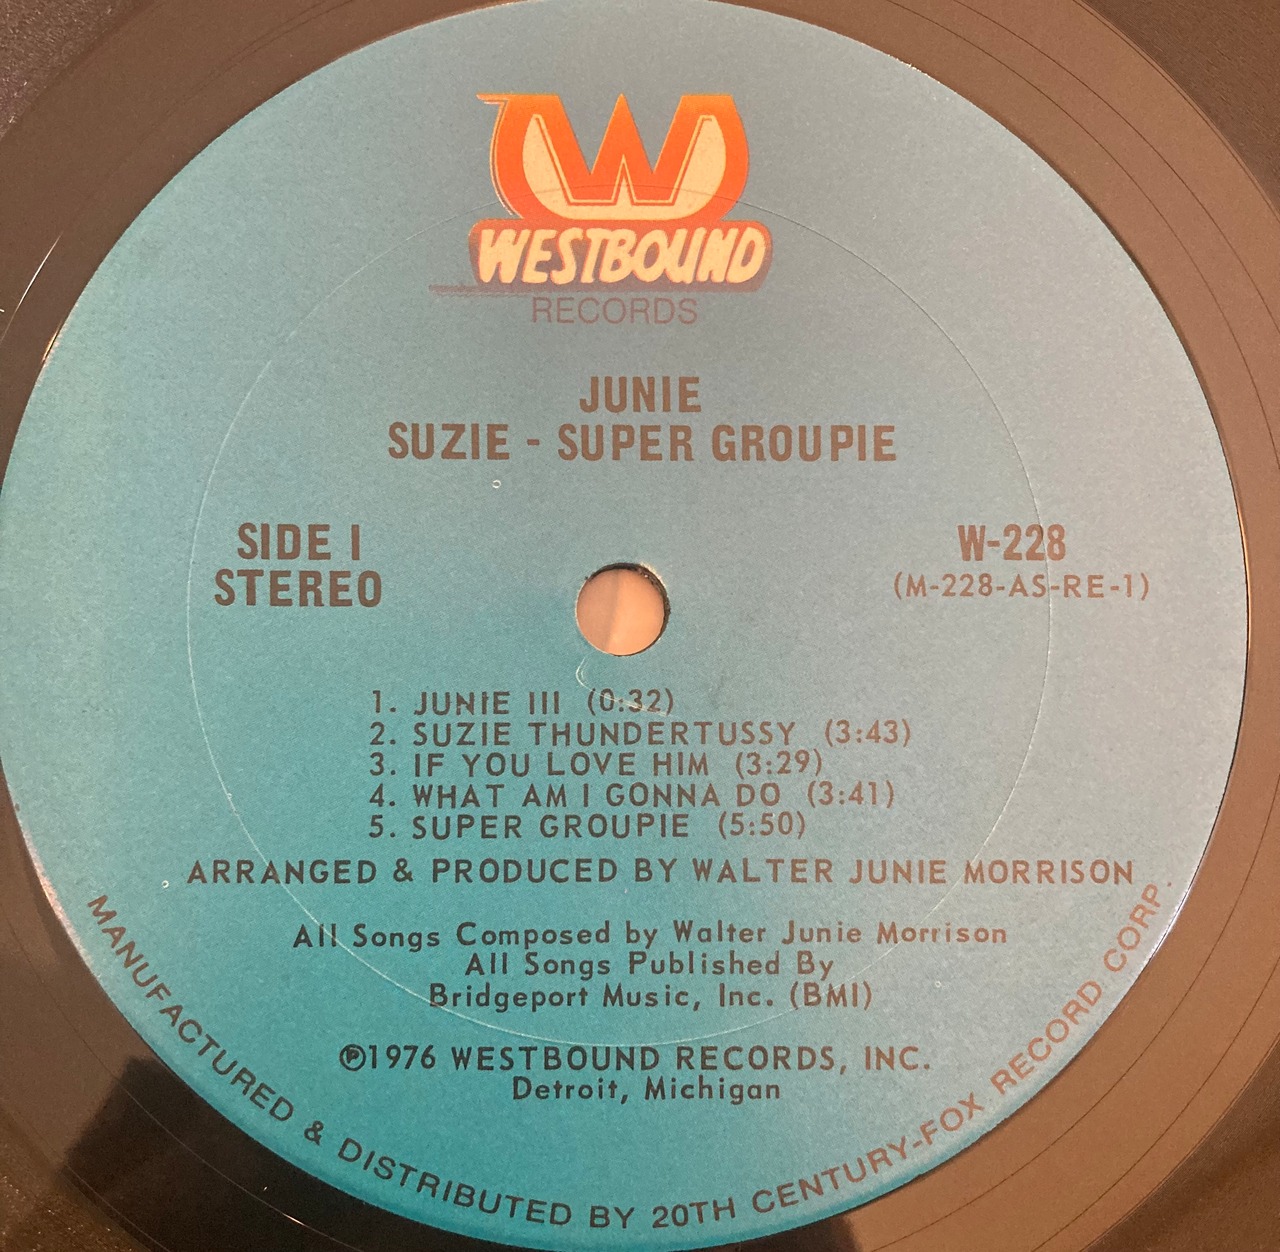 W
WESTBOUND
RECORDS
JUNIE
SUZIE - SUPER GROUPIE
SIDE I
STEREO
W-228
(M-228-AS-RE-1)
1. JUNIE III (0:32)
2. SUZIE THUNDERTUSSY (3:43)
3. IF YOU LOVE HIM (3:29)
4. WHAT AM I GONNA DO (3:41)
5. SUPER GROUPIE (5:50)
ARRANGED & PRODUCED BY WALTER JUNIE MORRISON
All Songs Composed by Walter Junie Morrison
All Songs Published By
Bridgeport Music, Inc. (BMI)
℗1976 WESTBOUND RECORDS, INC.
Detroit, Michigan
MANUFACTURED & DISTRIBUTED BY 20TH CENTURY-FOX RECORD CORP.